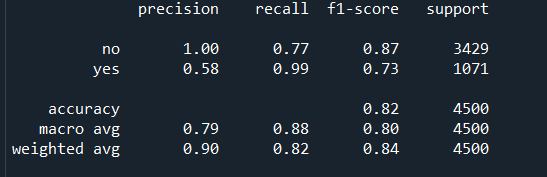 precision recall f1-score support
no 1.00 0.77 0.87 3429
yes 0.58 0.99 0.73 1071
accuracy 0.82 4500
macro avg 0.79 0.88 0.80 4500
weighted avg 0.90 0.82 0.84 4500